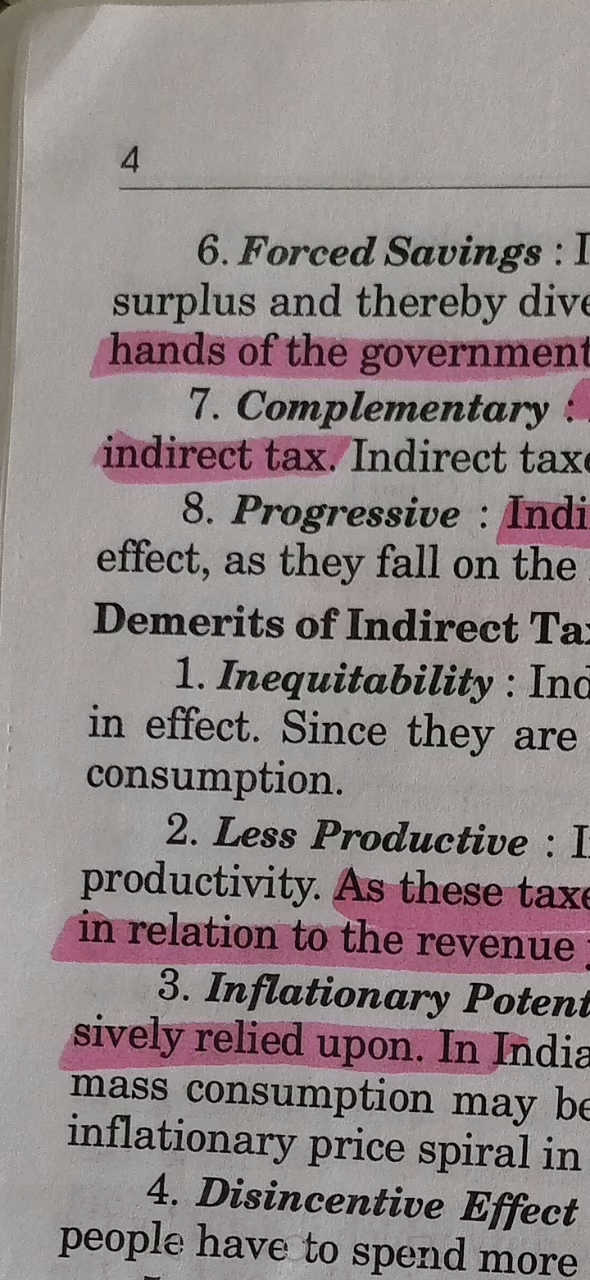 4
6. Forced Savings :
surplus and thereby
hands of the government
7. Complementary :
indirect tax. Indirect
8. Progressive :
effect, as they fall on the
Demerits of Indirect
1. Inequitability :
in effect. Since they are
consumption.
2. Less Productive :
productivity. As these
in relation to the revenue
3. Inflationary
sively relied upon. In India
mass consumption may
inflationary price spiral in
4. Disincentive Effect
people have to spend more